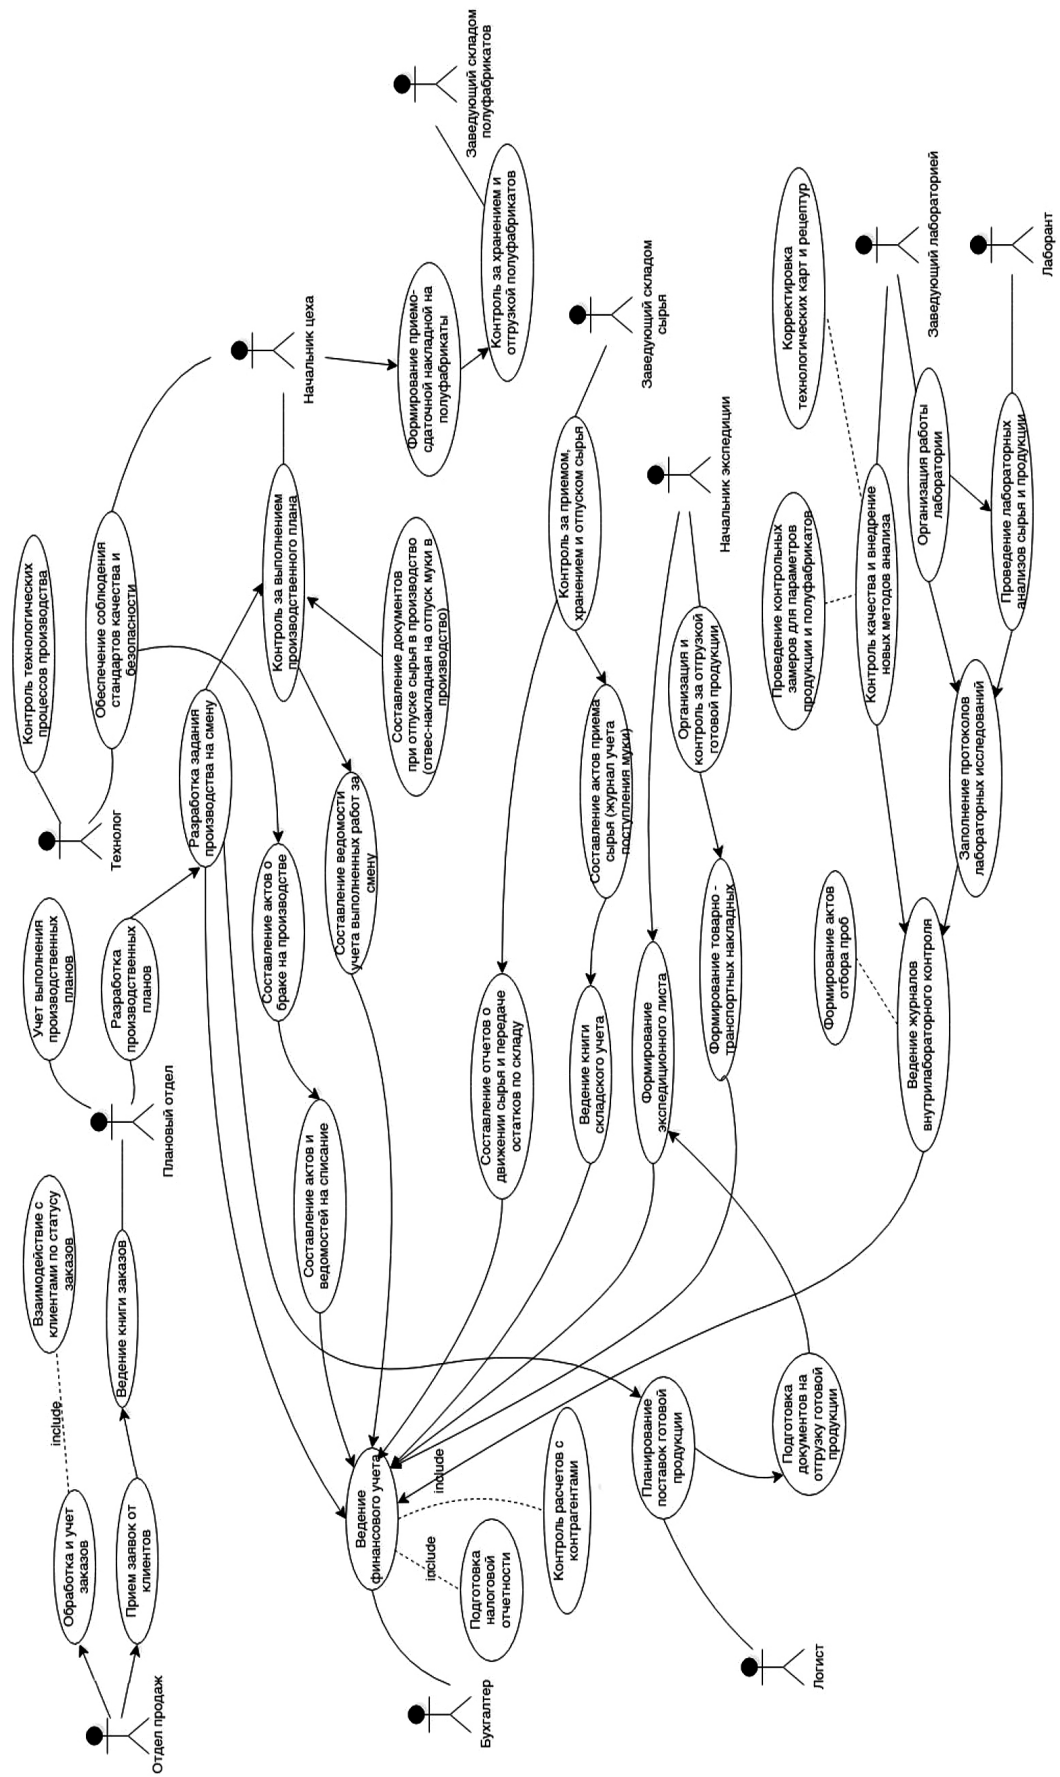 Отдел продаж
Обработка и учет
заказов
Прием заявок от
клиентов
include
Взаимодействие с
клиентами по статусу
заказов
Ведение книги заказов
Плановый отдел
Учет выполнения
производственных
планов
Разработка
производственных
планов
Технолог
Контроль технологических
процессов производства
Обеспечение соблюдения
стандартов качества и
безопасности
Разработка задания
производства на смену
Начальник цеха
Контроль за выполнением
производственного плана
Составление актов о
браке на производстве
Составление ведомости
учета выполненных работ за
смену
Составление документов
при отпуске сырья в производство
(отвес-накладная на отпуск муки в
производство)
Формирование приемо-
сдаточной накладной на
полуфабрикаты
Заведующий складом
полуфабрикатов
Контроль за хранением и
отгрузкой полуфабрикатов
Составление актов и
ведомостей на списание
Бухгалтер
Ведение
финансового учета
include
include
Подготовка
налоговой
отчетности
Контроль расчетов с
контрагентами
Составление отчетов о
движении сырья и передаче
остатков по складу
Контроль за приемом,
хранением и отпуском сырья
Заведующий складом
сырья
Составление актов приема
сырья (журнал учета
поступления муки)
Ведение книги
складского учета
Формирование
экспедиционного листа
Начальник экспедиции
Организация и
контроль за отгрузкой
готовой продукции
Формирование товарно -
транспортных накладных
Логист
Планирование
поставок готовой
продукции
Подготовка
документов на
отгрузку готовой
продукции
Корректировка
технологических карт и рецептур
Проведение контрольных
замеров для параметров
продукции и полуфабрикатов
Контроль качества и внедрение
новых методов анализа
Заведующий лабораторией
Организация работы
лаборатории
Лаборант
Проведение лабораторных
анализов сырья и продукции
Заполнение протоколов
лабораторных исследований
Формирование актов
отбора проб
Ведение журналов
внутрилабораторного контроля